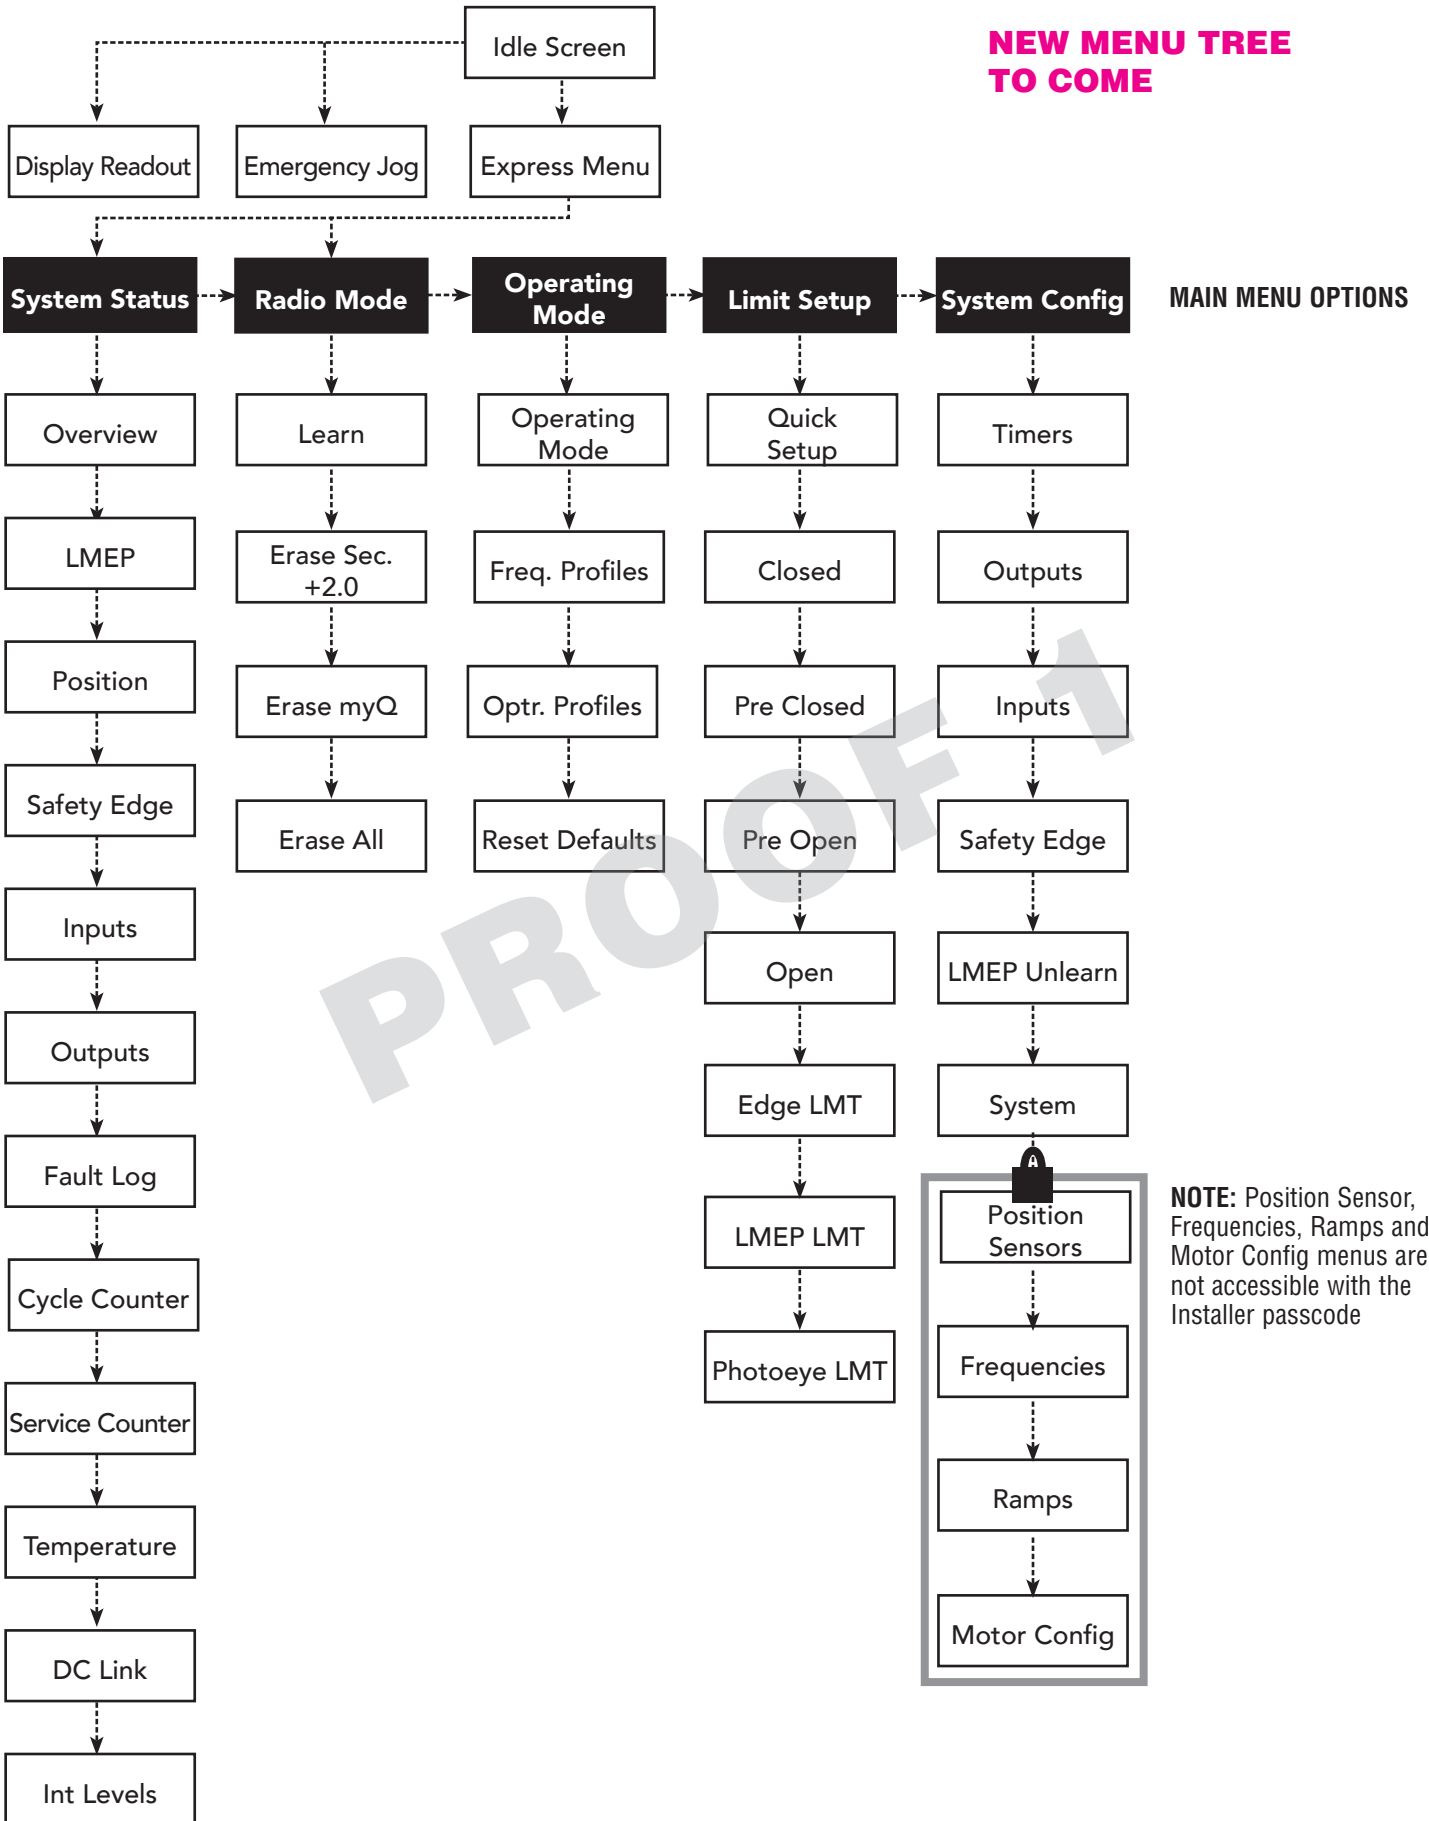 Idle Screen
NEW MENU TREE
TO COME
Display Readout
Emergency Jog
Express Menu
System Status
Radio Mode
Operating
Mode
Limit Setup
System Config
MAIN MENU OPTIONS
Overview
LMEP
Position
Safety Edge
Inputs
Outputs
Fault Log
Cycle Counter
Service Counter
Temperature
DC Link
Int Levels
Learn
Erase Sec.
+2.0
Erase myQ
Erase All
Operating
Mode
Freq. Profiles
Optr. Profiles
Reset Defaults
Quick
Setup
Closed
Pre Closed
Pre Open
Open
Edge LMT
LMEP LMT
Photoeye LMT
Timers
Outputs
Inputs
Safety Edge
LMEP Unlearn
System
A
Position
Sensors
Frequencies
Ramps
Motor Config
NOTE: Position Sensor,
Frequencies, Ramps and
Motor Config menus are
not accessible with the
Installer passcode
PROOF 1